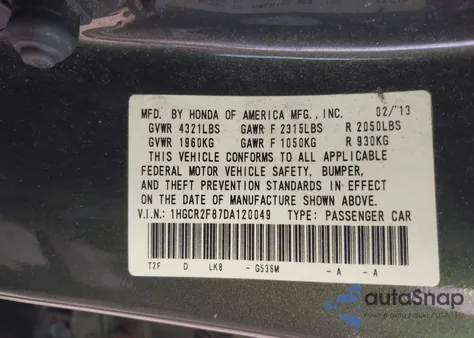 MFD. BY HONDA OF AMERICA MFG., INC. 02/'13
GVWR 4321LBS GAWR F 2315LBS R 2050LBS
GVWR 1960KG GAWR F 1050KG R 930KG
THIS VEHICLE CONFORMS TO ALL APPLICABLE
FEDERAL MOTOR VEHICLE SAFETY, BUMPER,
AND THEFT PREVENTION STANDARDS IN EFFECT
ON THE DATE OF MANUFACTURE SHOWN ABOVE.
V.I.N.: 1HGCR2F87DA120049 TYPE: PASSENGER CAR
T2F D LK8 - G536M - A - A
autoSnap